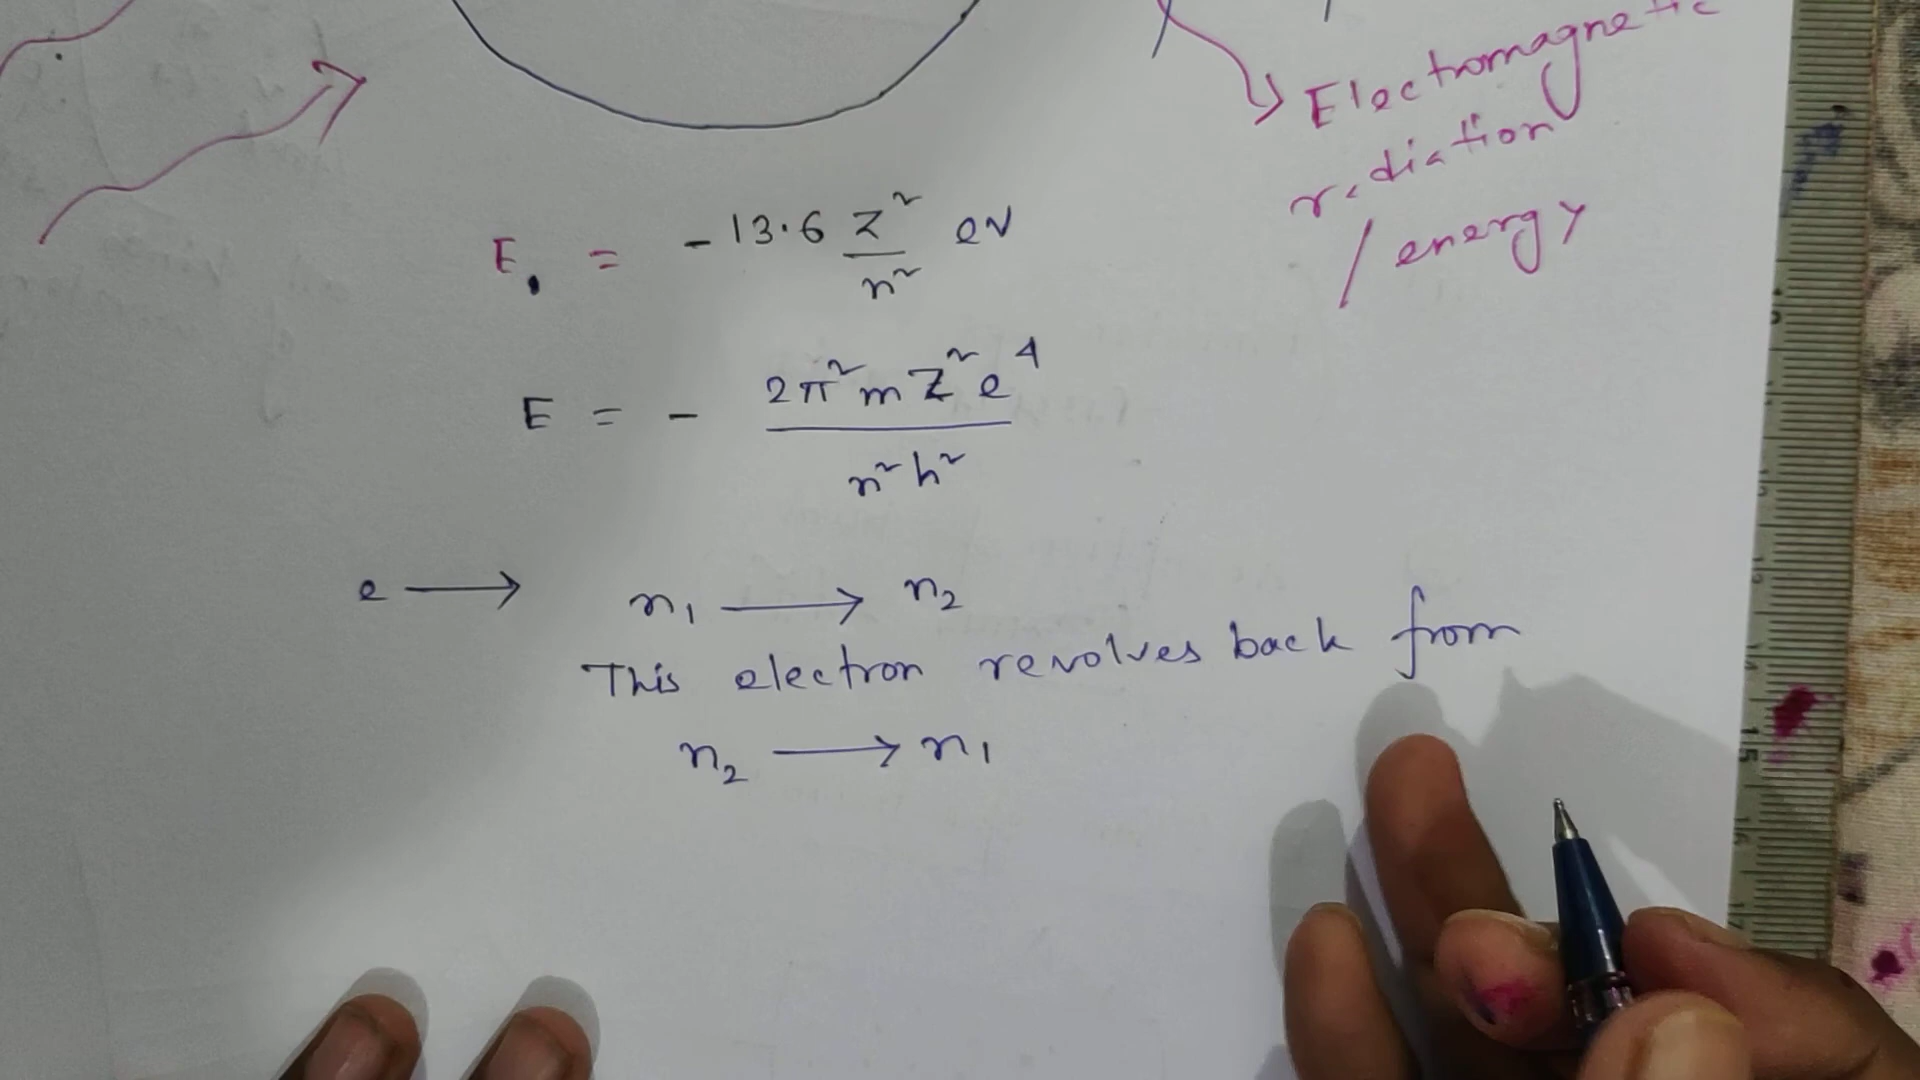 Electromagnetic
radiation
/ energy
E. = -13.6 Z² / n² eV
E = - 2π²mZ²e⁴ / n²h²
e ⟶ n₁ ⟶ n₂
This electron revolves back from
n₂ ⟶ n₁